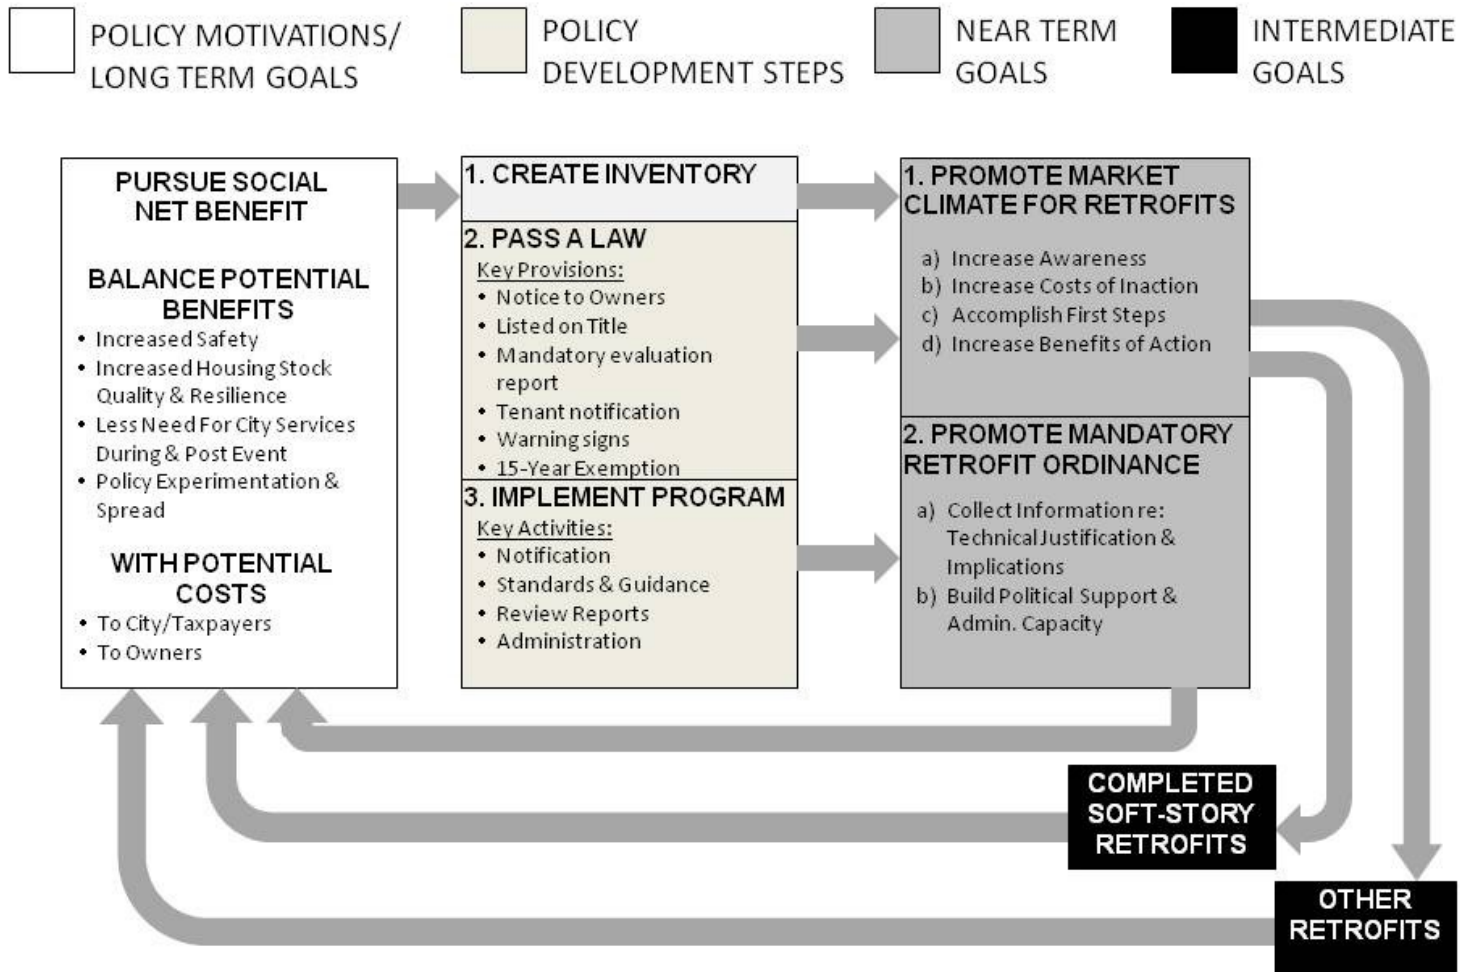 POLICY MOTIVATIONS/
LONG TERM GOALS
POLICY
DEVELOPMENT STEPS
NEAR TERM
GOALS
INTERMEDIATE
GOALS
PURSUE SOCIAL
NET BENEFIT
BALANCE POTENTIAL
BENEFITS
• Increased Safety
• Increased Housing Stock
Quality & Resilience
• Less Need For City Services
During & Post Event
• Policy Experimentation &
Spread
WITH POTENTIAL
COSTS
• To City/Taxpayers
• To Owners
1. CREATE INVENTORY
2. PASS A LAW
Key Provisions:
• Notice to Owners
• Listed on Title
• Mandatory evaluation
report
• Tenant notification
• Warning signs
• 15-Year Exemption
3. IMPLEMENT PROGRAM
Key Activities:
• Notification
• Standards & Guidance
• Review Reports
• Administration
1. PROMOTE MARKET
CLIMATE FOR RETROFITS
a) Increase Awareness
b) Increase Costs of Inaction
c) Accomplish First Steps
d) Increase Benefits of Action
2. PROMOTE MANDATORY
RETROFIT ORDINANCE
a) Collect Information re:
Technical Justification &
Implications
b) Build Political Support &
Admin. Capacity
COMPLETED
SOFT-STORY
RETROFITS
OTHER
RETROFITS